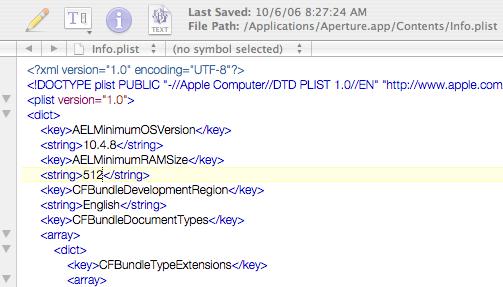 Last Saved: 10/6/06 8:27:24 AM
File Path: /Applications/Aperture.app/Contents/Info.plist
TEXT
Info.plist
(no symbol selected)
<?xml version="1.0" encoding="UTF-8"?>
<!DOCTYPE plist PUBLIC "-//Apple Computer//DTD PLIST 1.0//EN" "http://www.apple.com
<plist version="1.0">
<dict>
<key>AELMinimumOSVersion</key>
<string>10.4.8</string>
<key>AELMinimumRAMSize</key>
<string>512</string>
<key>CFBundleDevelopmentRegion</key>
<string>English</string>
<key>CFBundleDocumentTypes</key>
<array>
<dict>
<key>CFBundleTypeExtensions</key>
<array>